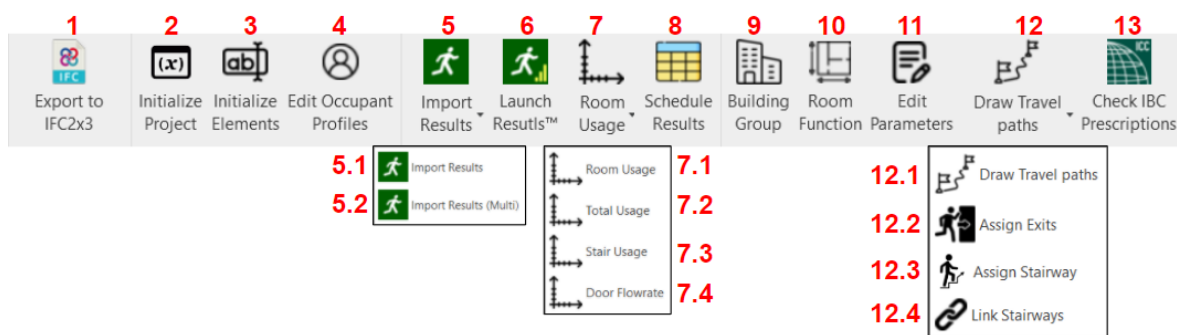 1 2 3 4 5 6 7 8 9 10 11 12 13
IFC (x) ab ICC
Export to Initialize Initialize Edit Occupant Import Launch Room Schedule Building Room Edit Draw Travel Check IBC
IFC2x3 Project Elements Profiles Results Resutls™ Usage Results Group Function Parameters paths Prescriptions
5.1 Import Results
5.2 Import Results (Multi)
Room Usage 7.1
Total Usage 7.2
Stair Usage 7.3
Door Flowrate 7.4
12.1 Draw Travel paths
12.2 Assign Exits
12.3 Assign Stairway
12.4 Link Stairways